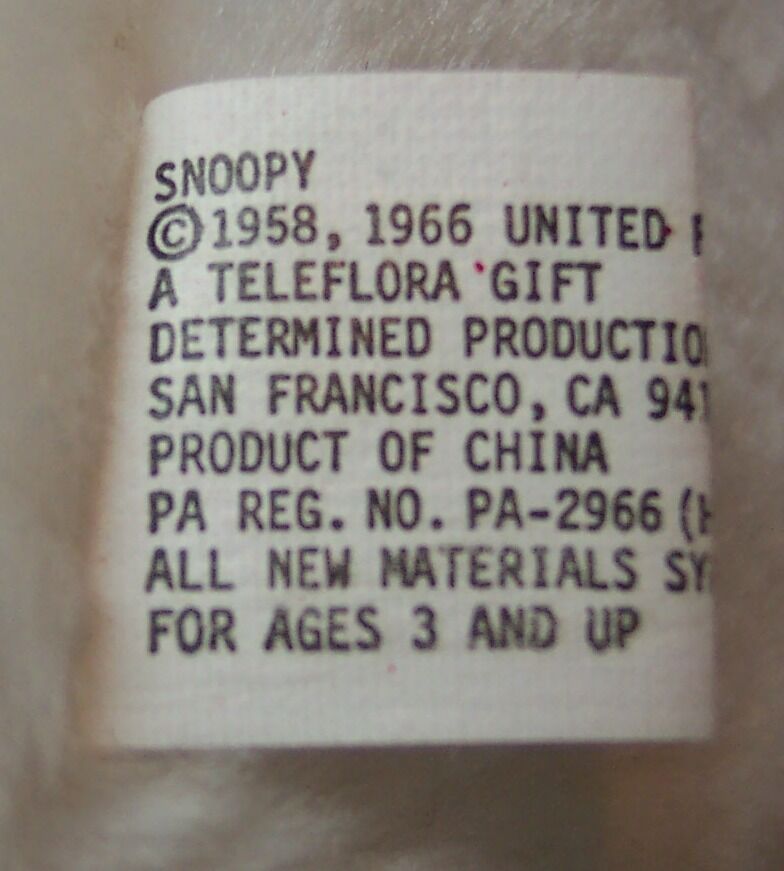 SNOOPY
©1958, 1966 UNITED
A TELEFLORA GIFT
DETERMINED PRODUCTIO
SAN FRANCISCO, CA 941
PRODUCT OF CHINA
PA REG. NO. PA-2966 (H
ALL NEW MATERIALS SY
FOR AGES 3 AND UP